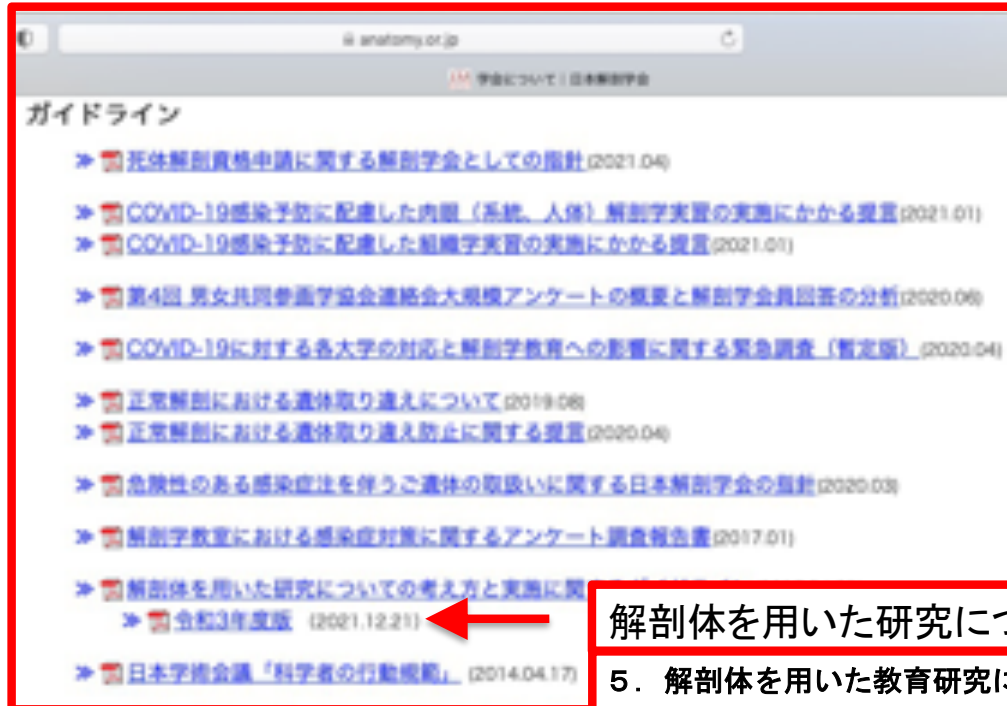 anatomy.or.jp
学会について | 日本解剖学会
ガイドライン
≫ 死体解剖資格申請に関する解剖学会としての指針 (2021.04)
≫ COVID-19感染予防に配慮した肉眼（系統、人体）解剖学実習の実施にかかる提言 (2021.01)
≫ COVID-19感染予防に配慮した組織学実習の実施にかかる提言 (2021.01)
≫ 第4回 男女共同参画学協会連絡会大規模アンケートの概要と解剖学会員回答の分析 (2020.06)
≫ COVID-19に対する各大学の対応と解剖学教育への影響に関する緊急調査（暫定版） (2020.04)
≫ 正常解剖における遺体取り違えについて (2019.08)
≫ 正常解剖における遺体取り違え防止に関する提言 (2020.04)
≫ 危険性のある感染症注を伴うご遺体の取扱いに関する日本解剖学会の指針 (2020.03)
≫ 解剖学教室における感染症対策に関するアンケート調査報告書 (2017.01)
≫ 解剖体を用いた研究についての考え方と実施に関
≫ 令和3年度版 (2021.12.21)
解剖体を用いた研究につ
≫ 日本学術会議「科学者の行動規範」 (2014.04.17)
５．解剖体を用いた教育研究に